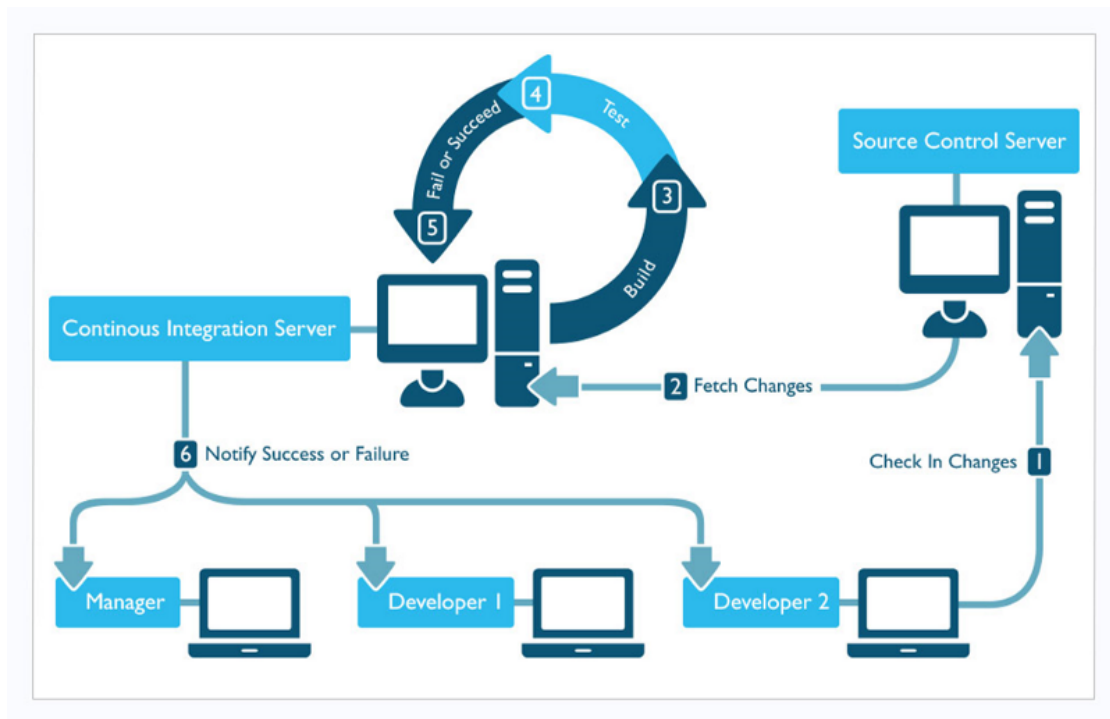 4
Test
Fail or Succeed
3
5
Build
Source Control Server
Continous Integration Server
2 Fetch Changes
6 Notify Success or Failure
Check In Changes 1
Manager
Developer 1
Developer 2